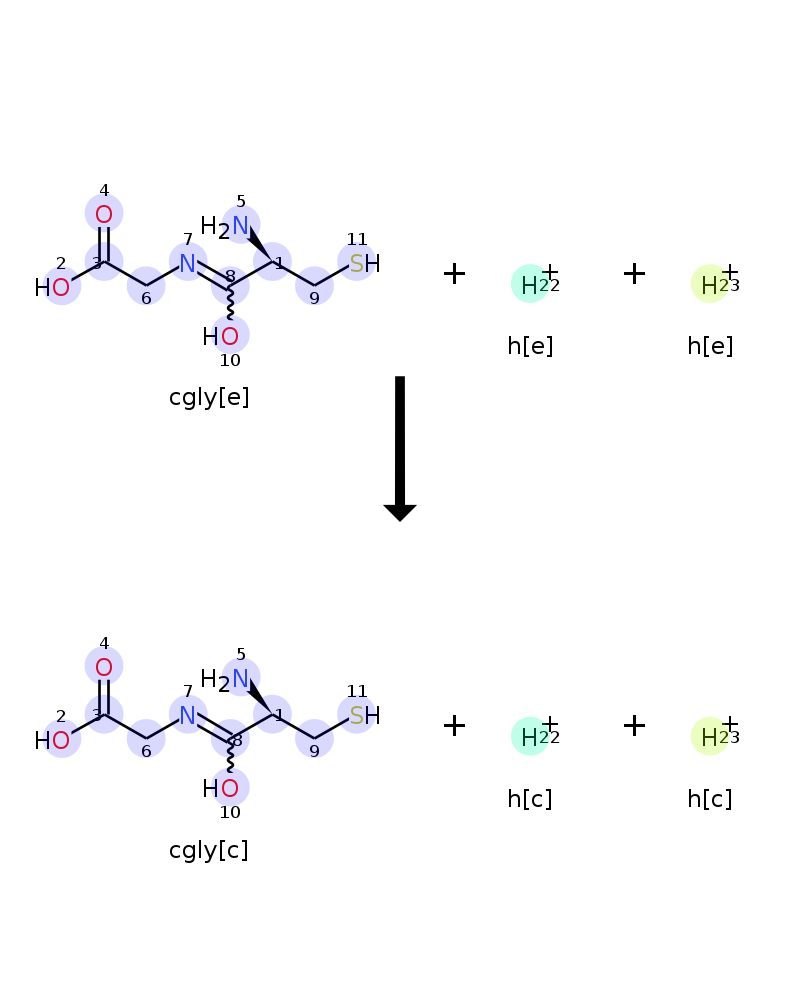 4
O
2
HO
3
6
7
N
8
HO
10
5
H2N
1
9
11
SH
+
H22+
+
H23+
cgly[e]
h[e]
h[e]
4
O
2
HO
3
6
7
N
8
HO
10
5
H2N
1
9
11
SH
+
H22+
+
H23+
cgly[c]
h[c]
h[c]